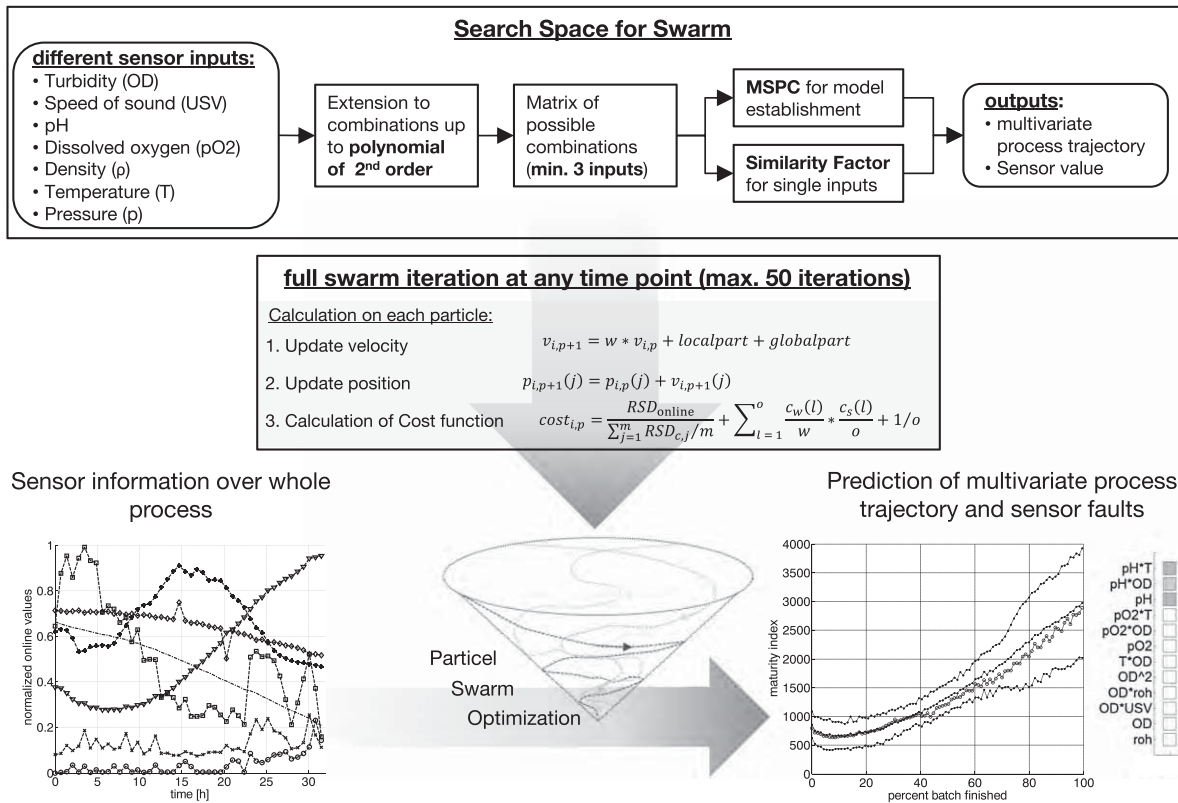 Search Space for Swarm
different sensor inputs:
• Turbidity (OD)
• Speed of sound (USV)
• pH
• Dissolved oxygen (pO2)
• Density (ρ)
• Temperature (T)
• Pressure (p)
Extension to
combinations up
to polynomial
of 2nd order
Matrix of
possible
combinations
(min. 3 inputs)
MSPC for model
establishment
Similarity Factor
for single inputs
outputs:
• multivariate
process trajectory
• Sensor value
full swarm iteration at any time point (max. 50 iterations)
Calculation on each particle:
1. Update velocity
v_{i,p+1} = w * v_{i,p} + localpart + globalpart
2. Update position
p_{i,p+1}(j) = p_{i,p}(j) + v_{i,p+1}(j)
3. Calculation of Cost function
cost_{i,p} = \frac{RSD_{online}}{\sum_{j=1}^{m} RSD_{c,j}/m} + \sum_{l=1}^{o} \frac{c_w(l)}{w} * \frac{c_s(l)}{o} + 1/o
Sensor information over whole
process
1
0.8
0.6
0.4
0.2
0
0 5 10 15 20 25 30
normalized online values
time [h]
Particel
Swarm
Optimization
Prediction of multivariate process
trajectory and sensor faults
4000
3500
3000
2500
2000
1500
1000
500
0
0 20 40 60 80 100
maturity index
percent batch finished
pH*T
pH*OD
pH
pO2*T
pO2*OD
pO2
T*OD
OD^2
OD*roh
OD*USV
OD
roh